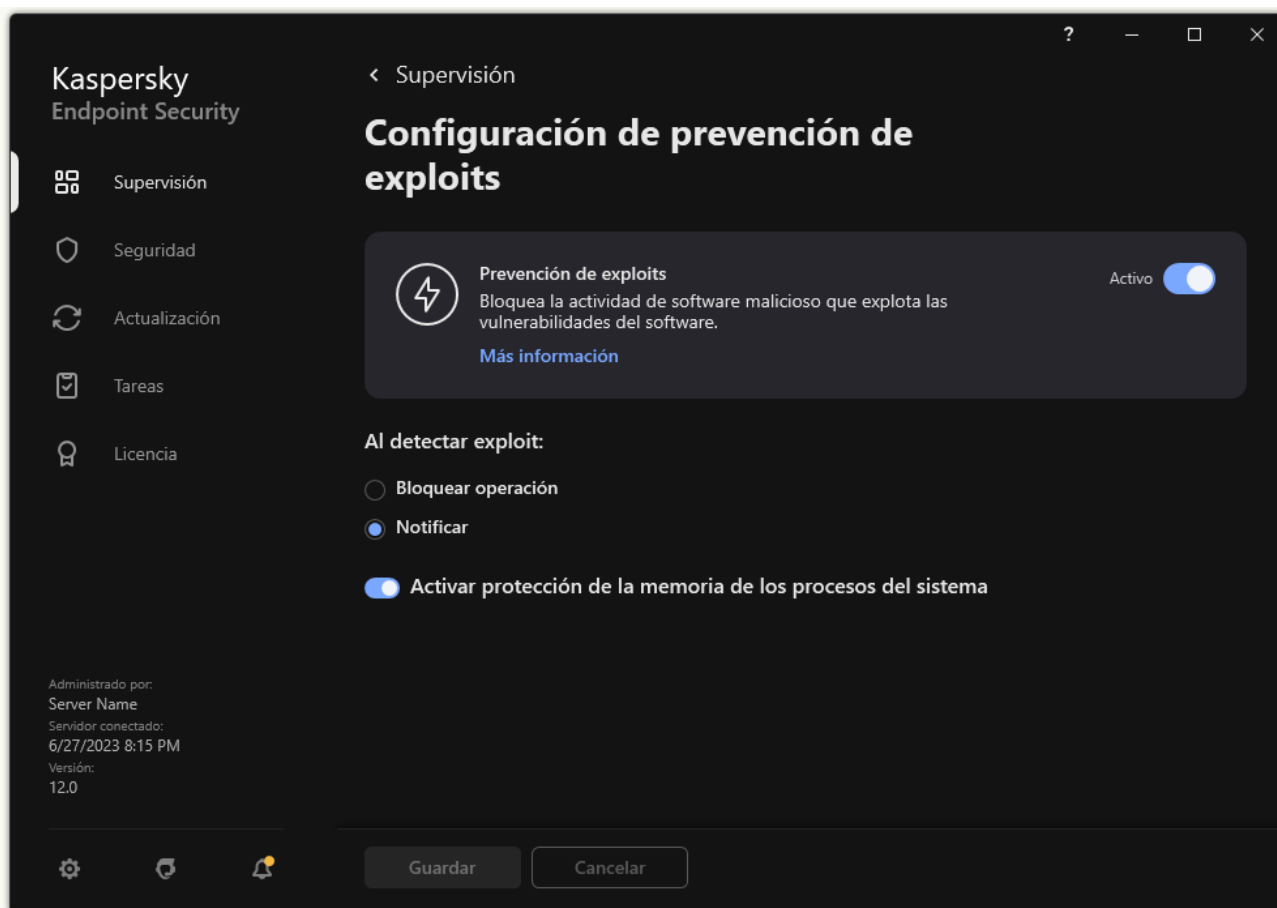 ?
Kaspersky
Endpoint Security
Supervisión
Seguridad
Actualización
Tareas
Licencia
Administrado por:
Server Name
Servidor conectado:
6/27/2023 8:15 PM
Versión:
12.0
Supervisión
Configuración de prevención de
exploits
Prevención de exploits
Bloquea la actividad de software malicioso que explota las
vulnerabilidades del software.
Más información
Activo
Al detectar exploit:
Bloquear operación
Notificar
Activar protección de la memoria de los procesos del sistema
Guardar
Cancelar